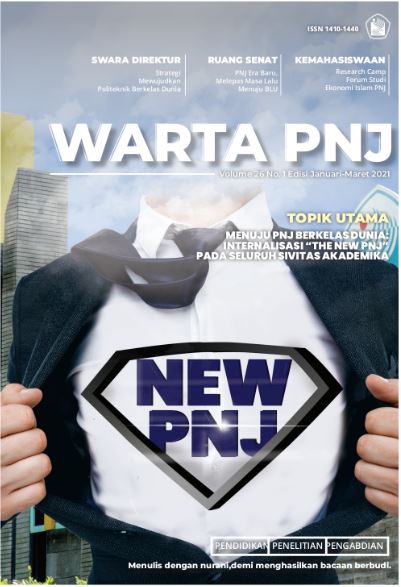 ISSN 1410-1440
SWARA DIREKTUR
Strategi
Mewujudkan
Politeknik Berkelas Dunia
RUANG SENAT
PNJ Era Baru,
Melepas Masa Lalu
Menuju BLU
KEMAHASISWAAN
Research Camp
Forum Studi
Ekonomi Islam PNJ
WARTA PNJ
Volume 26 No. 1 Edisi Januari-Maret 2021
TOPIK UTAMA
MENUJU PNJ BERKELAS DUNIA:
INTERNALISASI “THE NEW PNJ”
PADA SELURUH SIVITAS AKADEMIKA
NEW
PNJ
PENDIDIKAN PENELITIAN PENGABDIAN
Menulis dengan nurani,demi menghasilkan bacaan berbudi.